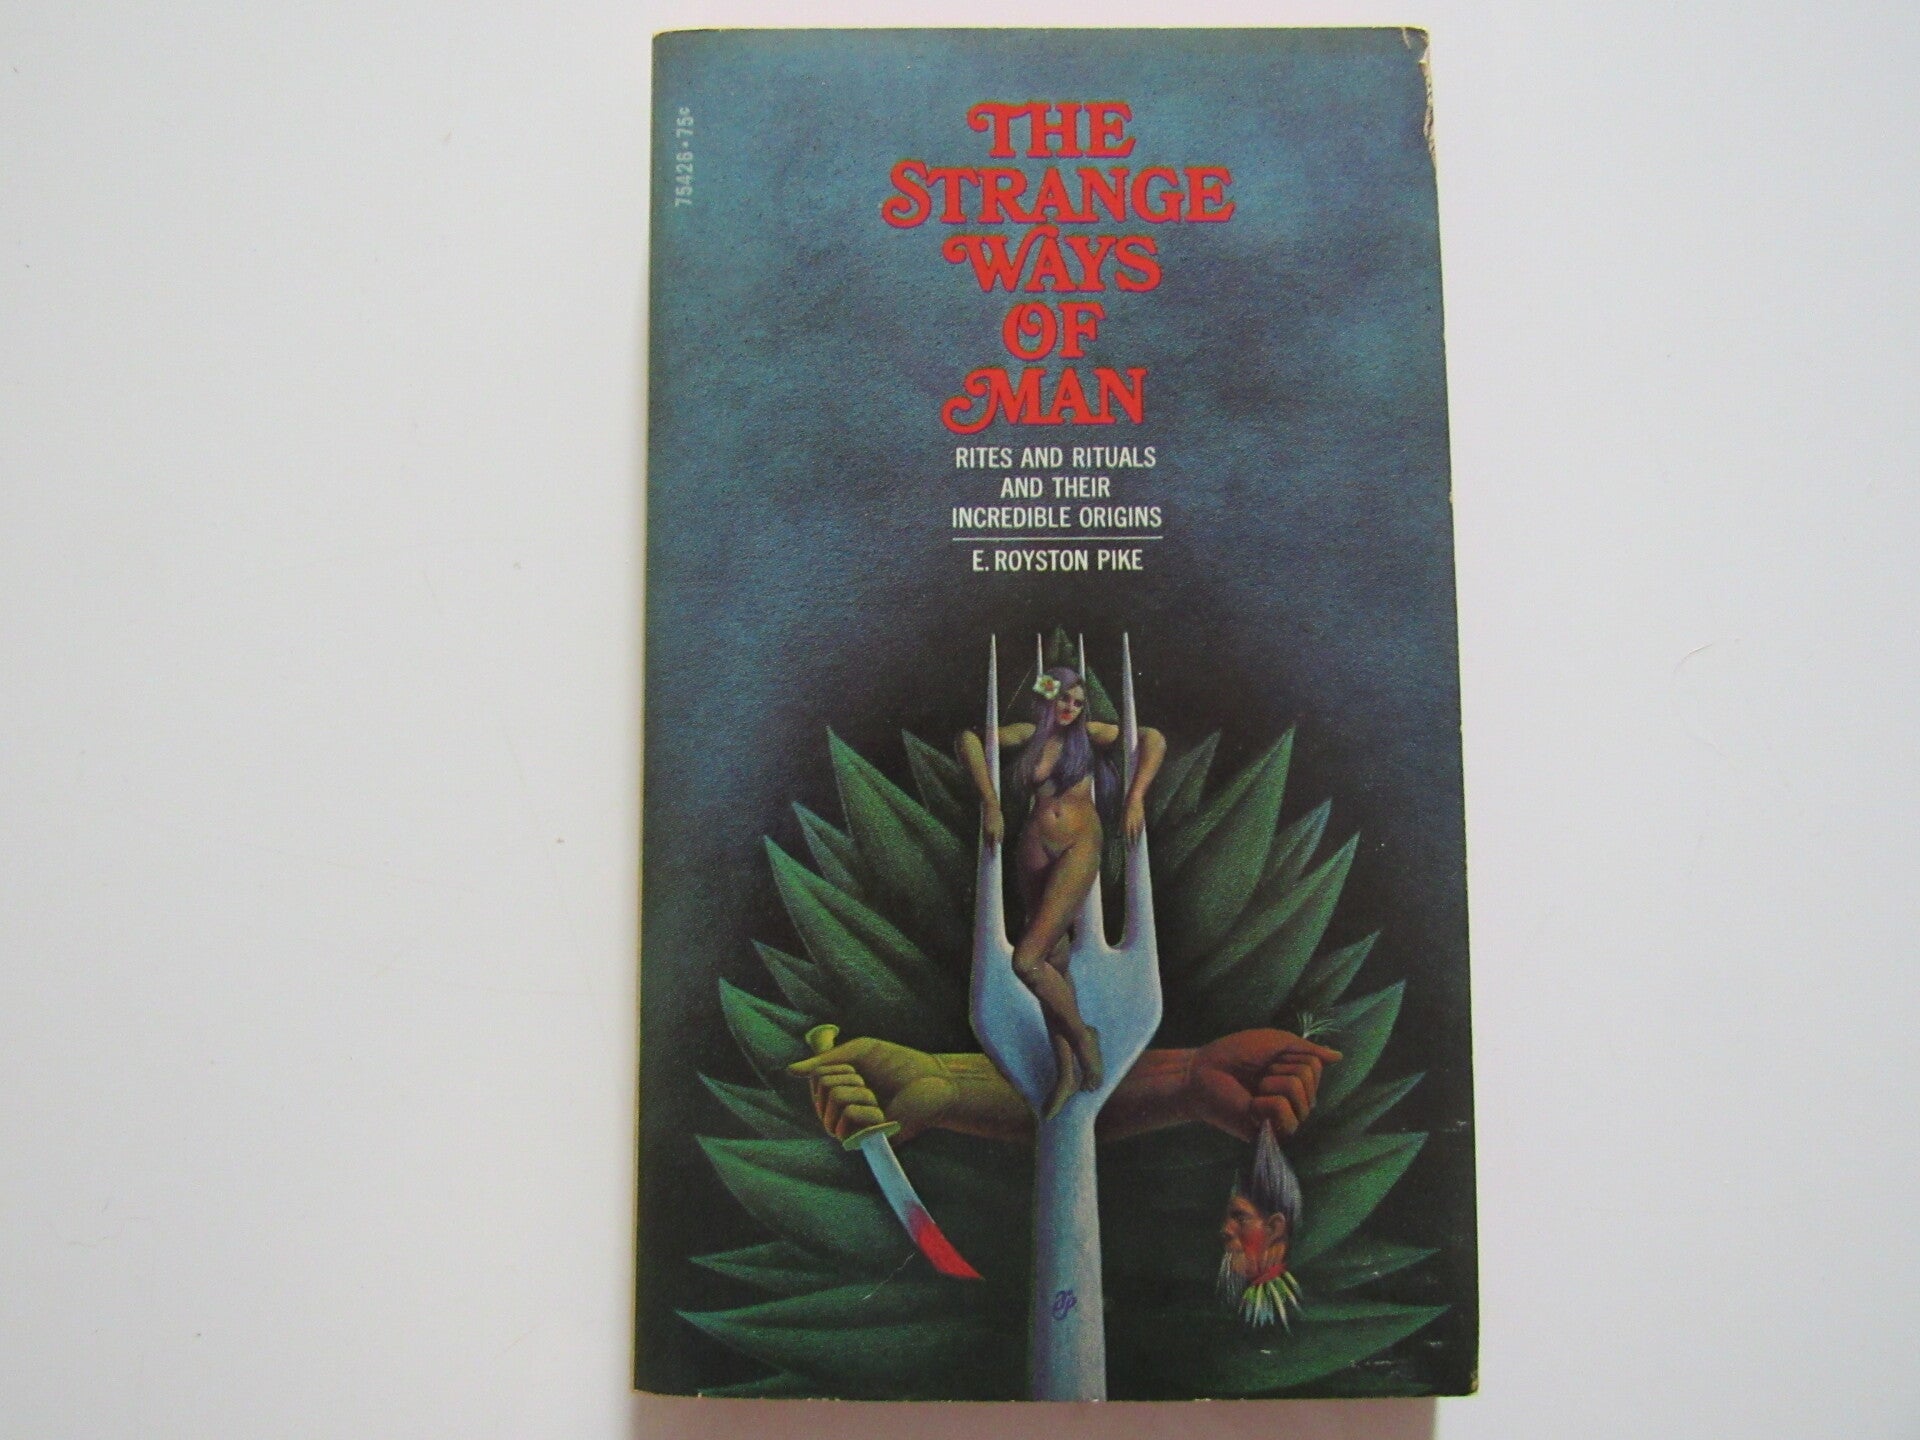 75426 • 75¢
THE
STRANGE
WAYS
OF
MAN
RITES AND RITUALS
AND THEIR
INCREDIBLE ORIGINS
E. ROYSTON PIKE